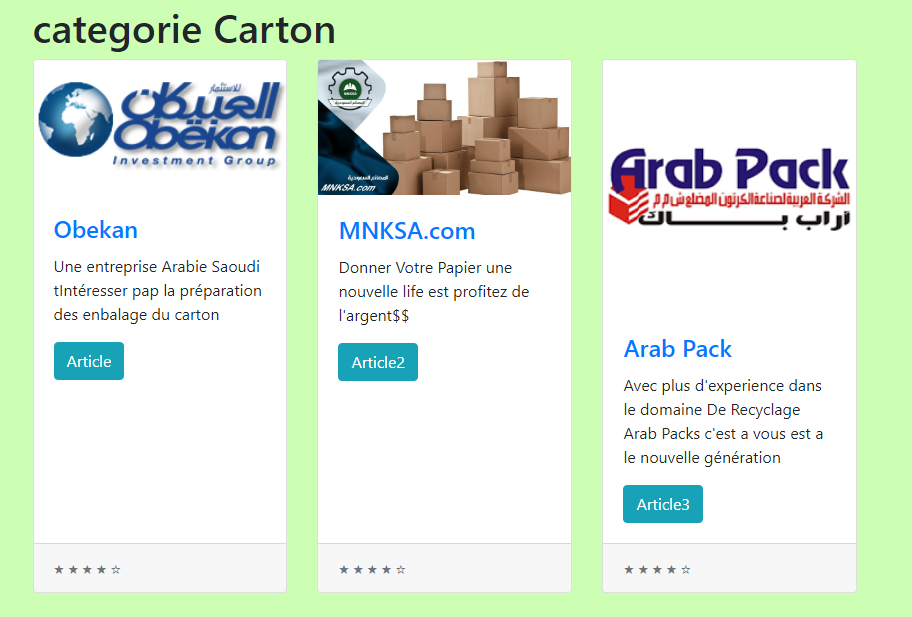 categorie Carton
للاستثمار
العبيكان
Obëkan
Investment Group
Obekan
Une entreprise Arabie Saoudi
tIntéresser pap la préparation
des enbalage du carton
Article
★ ★ ★ ★ ☆
MNKSA
المصانع السعودية
MNKSA.com
MNKSA.com
Donner Votre Papier une
nouvelle life est profitez de
l'argent$$
Article2
★ ★ ★ ★ ☆
Arab Pack
الشركة العربية لصناعة الكرتون المضلع ش م م
آراب بـــاك
Arab Pack
Avec plus d'experience dans
le domaine De Recyclage
Arab Packs c'est a vous est a
le nouvelle génération
Article3
★ ★ ★ ★ ☆